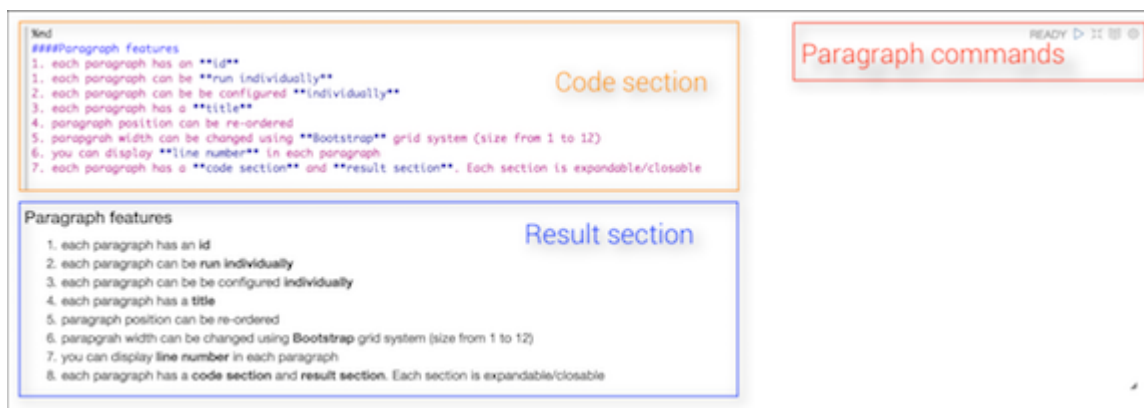 %md
####Paragraph features
1. each paragraph has an **id**
1. each paragraph can be **run individually**
2. each paragraph can be be configured **individually**
3. each paragraph has a **title**
4. paragraph position can be re-ordered
5. parapgrah width can be changed using **Bootstrap** grid system (size from 1 to 12)
6. you can display **line number** in each paragraph
7. each paragraph has a **code section** and **result section**. Each section is expandable/closable
Code section
READY
Paragraph commands
Paragraph features
Result section
1. each paragraph has an id
2. each paragraph can be run individually
3. each paragraph can be be configured individually
4. each paragraph has a title
5. paragraph position can be re-ordered
6. parapgrah width can be changed using Bootstrap grid system (size from 1 to 12)
7. you can display line number in each paragraph
8. each paragraph has a code section and result section. Each section is expandable/closable